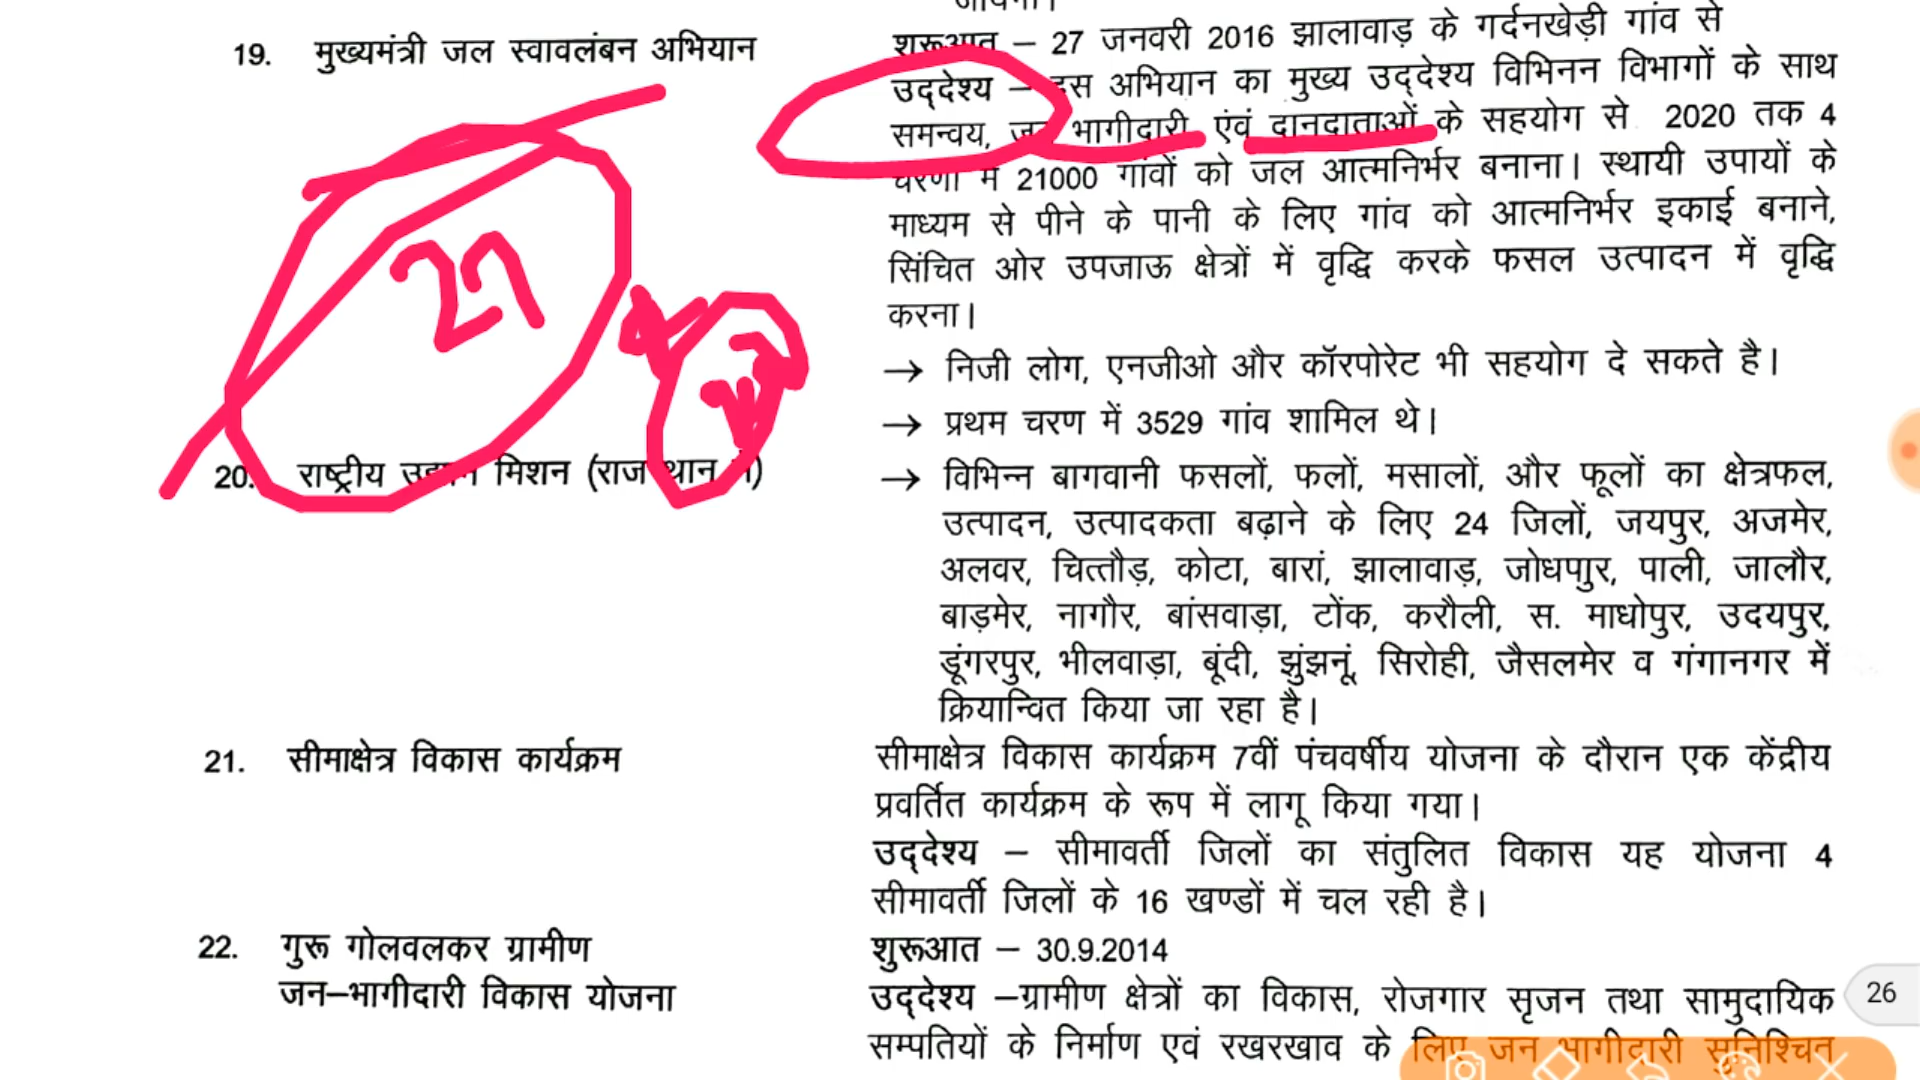 19. मुख्यमंत्री जल स्वावलंबन अभियान
शुरूआत – 27 जनवरी 2016 झालावाड़ के गर्दनखेड़ी गांव से
उद्देश्य – इस अभियान का मुख्य उद्देश्य विभिनन विभागों के साथ
समन्वय, जन भागीदारी एंवं दानदाताओं के सहयोग से 2020 तक 4
चरणों में 21000 गांवों को जल आत्मनिर्भर बनाना। स्थायी उपायों के
माध्यम से पीने के पानी के लिए गांव को आत्मनिर्भर इकाई बनाने,
सिंचित ओर उपजाऊ क्षेत्रों में वृद्धि करके फसल उत्पादन में वृद्धि
करना।
→ निजी लोग, एनजीओ और कॉरपोरेट भी सहयोग दे सकते है।
→ प्रथम चरण में 3529 गांव शामिल थे।
27
20. राष्ट्रीय मिशन (राजस्थान में)
→ विभिन्न बागवानी फसलों, फलों, मसालों, और फूलों का क्षेत्रफल,
उत्पादन, उत्पादकता बढ़ाने के लिए 24 जिलों, जयपुर, अजमेर,
अलवर, चित्तौड़, कोटा, बारां, झालावाड़, जोधपाुर, पाली, जालौर,
बाड़मेर, नागौर, बांसवाड़ा, टोंक, करौली, स. माधोपुर, उदयपुर,
डूंगरपुर, भीलवाड़ा, बूंदी, झुंझनूं, सिरोही, जैसलमेर व गंगानगर में
क्रियान्वित किया जा रहा है।
21. सीमाक्षेत्र विकास कार्यक्रम
सीमाक्षेत्र विकास कार्यक्रम 7वीं पंचवर्षीय योजना के दौरान एक केंद्रीय
प्रवर्तित कार्यक्रम के रूप में लागू किया गया।
उद्देश्य – सीमावर्ती जिलों का संतुलित विकास यह योजना 4
सीमावर्ती जिलों के 16 खण्डों में चल रही है।
22. गुरू गोलवलकर ग्रामीण
जन–भागीदारी विकास योजना
शुरूआत – 30.9.2014
उद्देश्य –ग्रामीण क्षेत्रों का विकास, रोजगार सृजन तथा सामुदायिक
सम्पतियों के निर्माण एवं रखरखाव के लिए जन भागीदारी सुनिश्चित
26